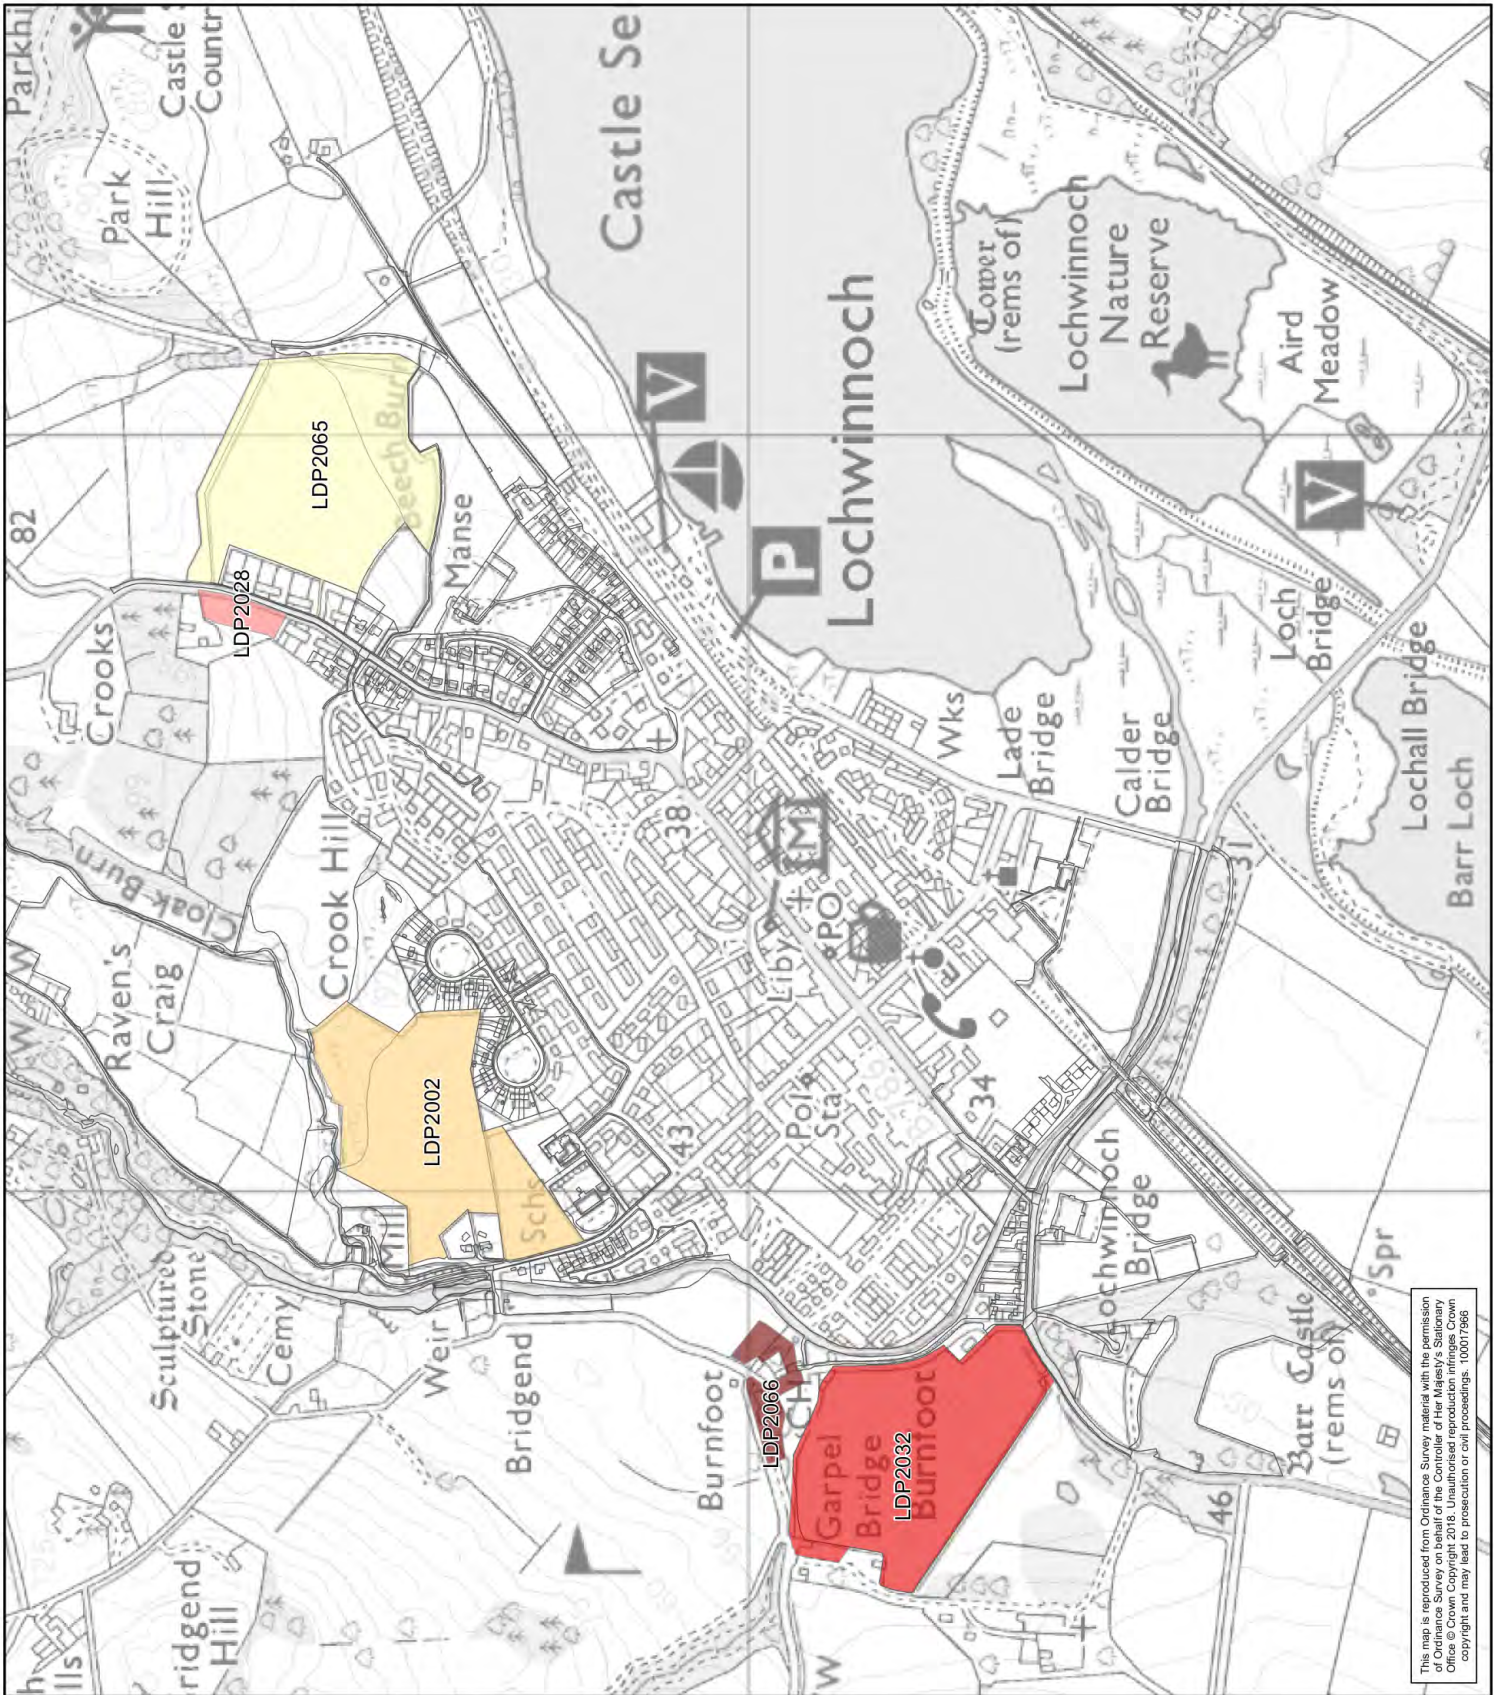 Parkhi
Castle S
Countr
Park
Hill
82
LDP2065
Beech Burn
LDP2028
Crooks
Manse
Castle Se
V
P
Lochwinnoch
Tower
(rems of)
Lochwinnoch
Nature
Reserve
Aird
Meadow
V
Loch
Bridge
Lochall Bridge
Barr Loch
Calder
Bridge
Lade
Bridge
Wks
31
Cloak Burn
Raven's
Craig
Crook Hill
38
M
PO
Liby
LDP2002
43
Schs
Mill
Pol
Sta
B786
34
Lochwinnoch
Bridge
Spr
Sculptured
Stone
Cemy
Weir
Bridgend
Burnfoot
LDP2066
CH
Garpel
Bridge
Burnfoot
LDP2032
Barr Castle
(rems of)
46
ridgend
Hill
h
lls
W
This map is reproduced from Ordinance Survey material with the permission
of Ordinance Survey on behalf of the Controller of Her Majesty's Stationary
Office © Crown Copyright 2018. Unauthorised reproduction infringes Crown
copyright and may lead to prosecution or civil proceedings. 100017966